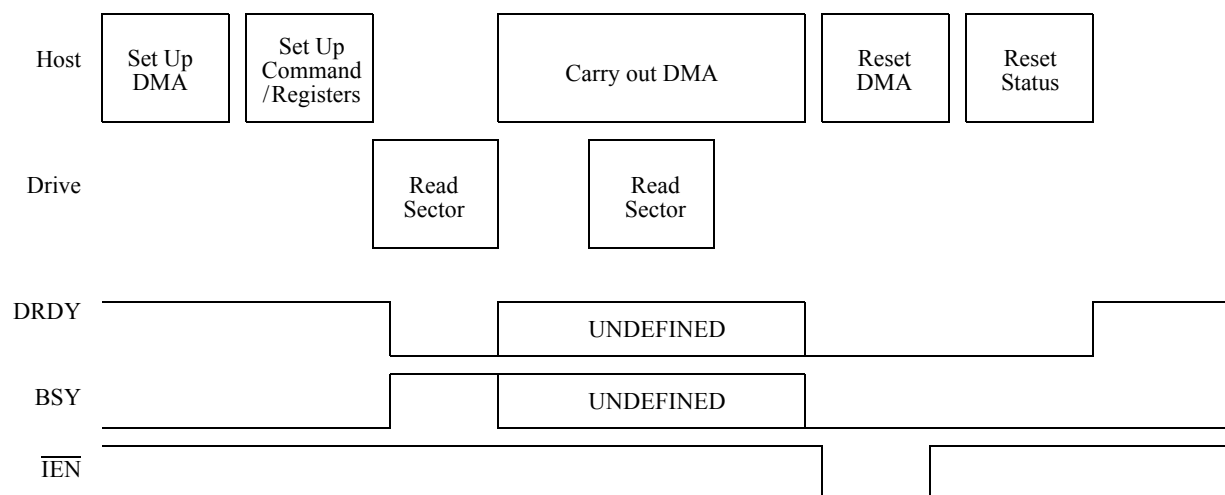 Host
Set Up
DMA
Set Up
Command
/Registers
Carry out DMA
Reset
DMA
Reset
Status
Drive
Read
Sector
Read
Sector
DRDY
UNDEFINED
BSY
UNDEFINED
IEN